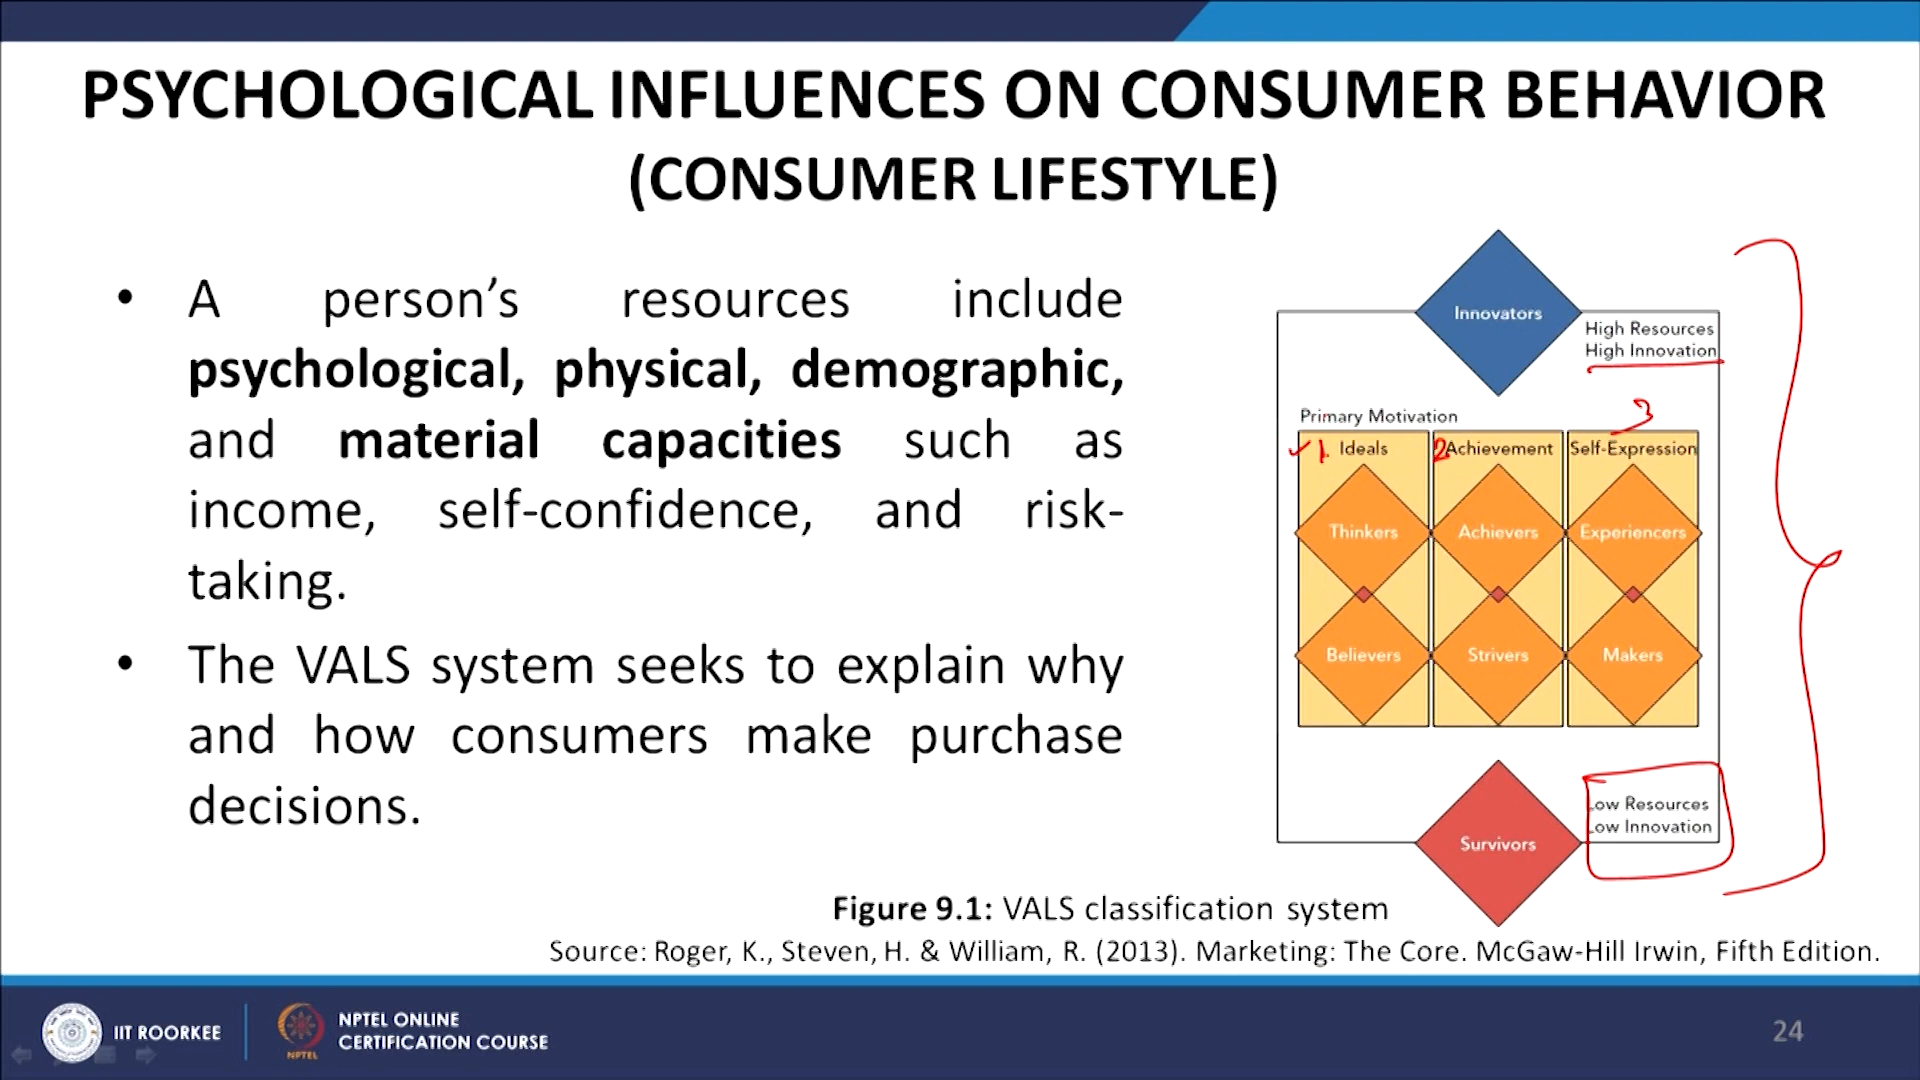 PSYCHOLOGICAL INFLUENCES ON CONSUMER BEHAVIOR
(CONSUMER LIFESTYLE)
• A person’s resources include
psychological, physical, demographic,
and material capacities such as
income, self-confidence, and risk-
taking.
• The VALS system seeks to explain why
and how consumers make purchase
decisions.
Innovators
High Resources
High Innovation
Primary Motivation
3
1. Ideals
2. Achievement
Self-Expression
Thinkers
Achievers
Experiencers
Believers
Strivers
Makers
Low Resources
Low Innovation
Survivors
Figure 9.1: VALS classification system
Source: Roger, K., Steven, H. & William, R. (2013). Marketing: The Core. McGaw-Hill Irwin, Fifth Edition.
IIT ROORKEE
NPTEL
NPTEL ONLINE
CERTIFICATION COURSE
24